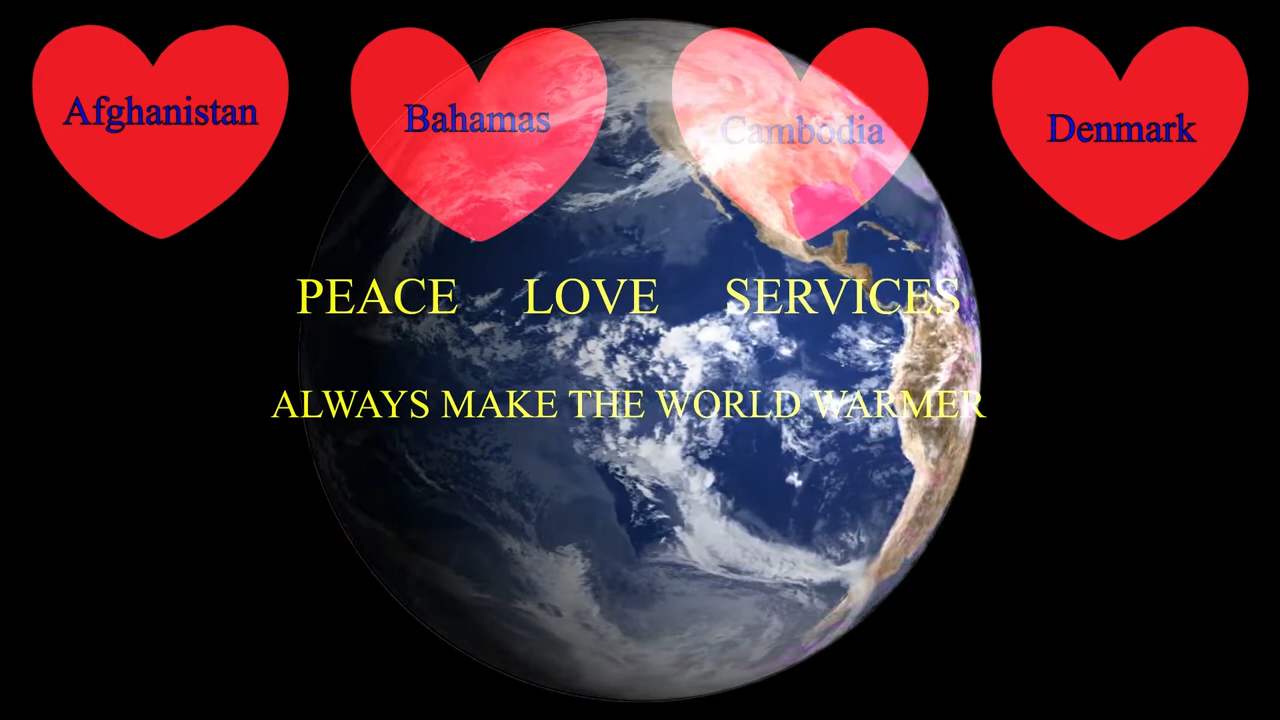 Afghanistan Bahamas Cambodia Denmark
PEACE LOVE SERVICES
ALWAYS MAKE THE WORLD WARMER